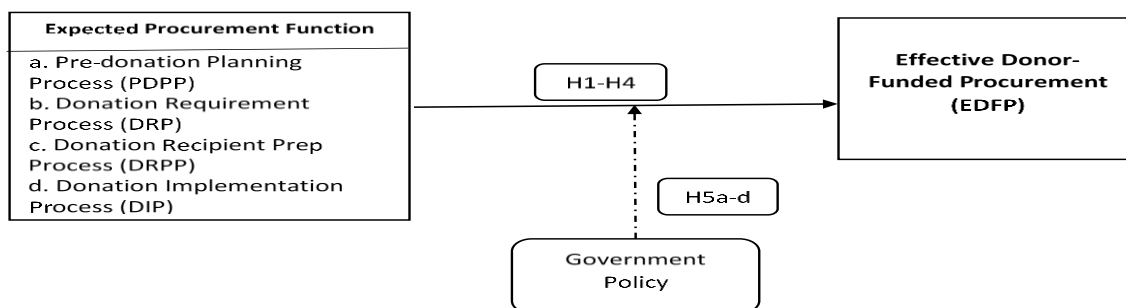 Expected Procurement Function
a. Pre-donation Planning
Process (PDPP)
b. Donation Requirement
Process (DRP)
c. Donation Recipient Prep
Process (DRPP)
d. Donation Implementation
Process (DIP)
H1-H4
Effective Donor-
Funded Procurement
(EDFP)
H5a-d
Government
Policy